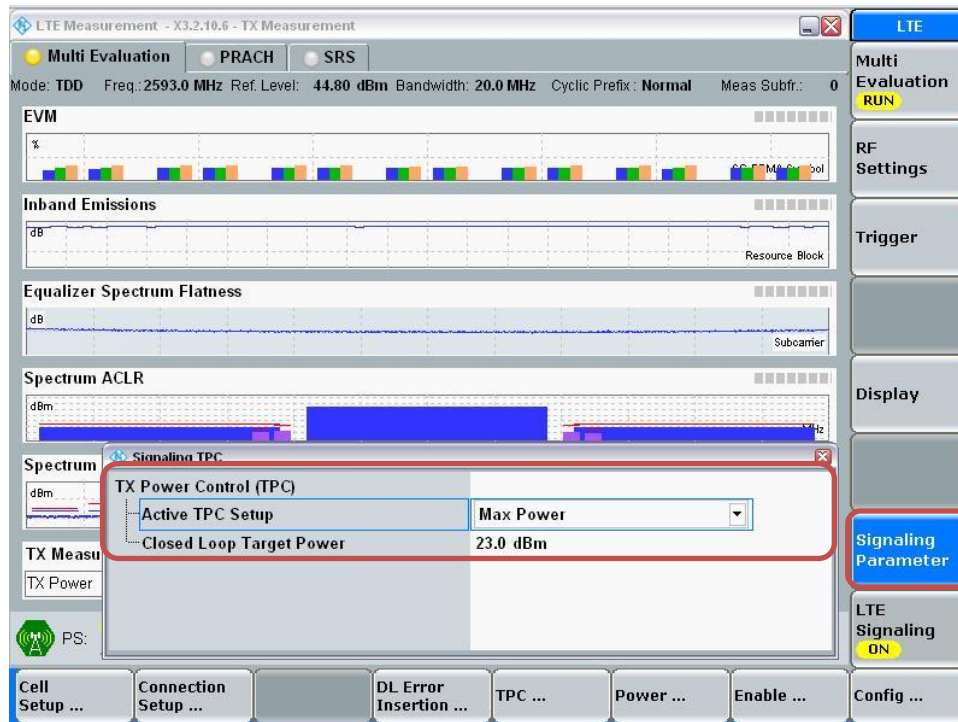 LTE Measurement - X3.2.10.6 - TX Measurement
LTE
Multi Evaluation PRACH SRS
Mode: TDD Freq.: 2593.0 MHz Ref. Level: 44.80 dBm Bandwidth: 20.0 MHz Cyclic Prefix: Normal Meas Subfr.: 0
Multi
Evaluation
RUN
EVM
%
RF
Settings
Inband Emissions
dB
Resource Block
Trigger
Equalizer Spectrum Flatness
dB
Subcarrier
Spectrum ACLR
dBm
Display
Spectrum
dBm
Signaling TPC
TX Power Control (TPC)
Active TPC Setup Max Power
Closed Loop Target Power 23.0 dBm
TX Measu
TX Power
Signaling
Parameter
PS:
LTE
Signaling
ON
Cell
Setup ...
Connection
Setup ...
DL Error
Insertion ...
TPC ...
Power ...
Enable ...
Config ...